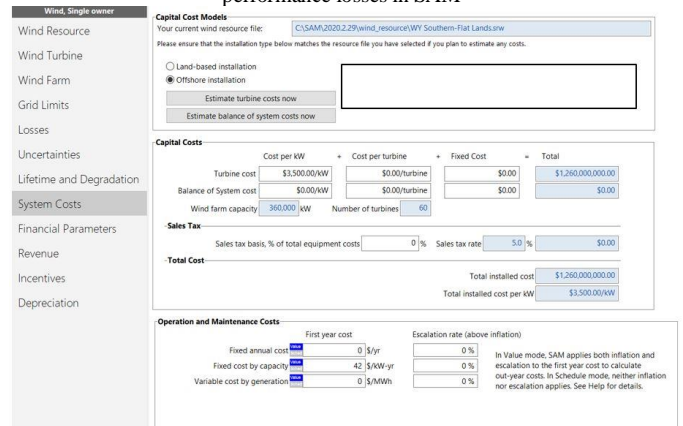 performance losses in SAM
Wind, Single owner
Wind Resource
Wind Turbine
Wind Farm
Grid Limits
Losses
Uncertainties
Lifetime and Degradation
System Costs
Financial Parameters
Revenue
Incentives
Depreciation
Capital Cost Models
Your current wind resource file: C:\SAM\2020.2.29\wind_resource\WY Southern-Flat Lands.srw
Please ensure that the installation type below matches the resource file you have selected if you plan to estimate any costs.
Land-based installation
Offshore installation
Estimate turbine costs now
Estimate balance of system costs now
Capital Costs
Cost per kW + Cost per turbine + Fixed Cost = Total
Turbine cost $3,500.00/kW $0.00/turbine $0.00 $1,260,000,000.00
Balance of System cost $0.00/kW $0.00/turbine $0.00 $0.00
Wind farm capacity 360,000 kW Number of turbines 60
Sales Tax
Sales tax basis, % of total equipment costs 0 % Sales tax rate 5.0 % $0.00
Total Cost
Total installed cost $1,260,000,000.00
Total installed cost per kW $3,500.00/kW
Operation and Maintenance Costs
First year cost Escalation rate (above inflation)
Fixed annual cost Value 0 $/yr 0 %
Fixed cost by capacity Value 42 $/kW-yr 0 %
Variable cost by generation Value 0 $/MWh 0 %
In Value mode, SAM applies both inflation and
escalation to the first year cost to calculate
out-year costs. In Schedule mode, neither inflation
nor escalation applies. See Help for details.